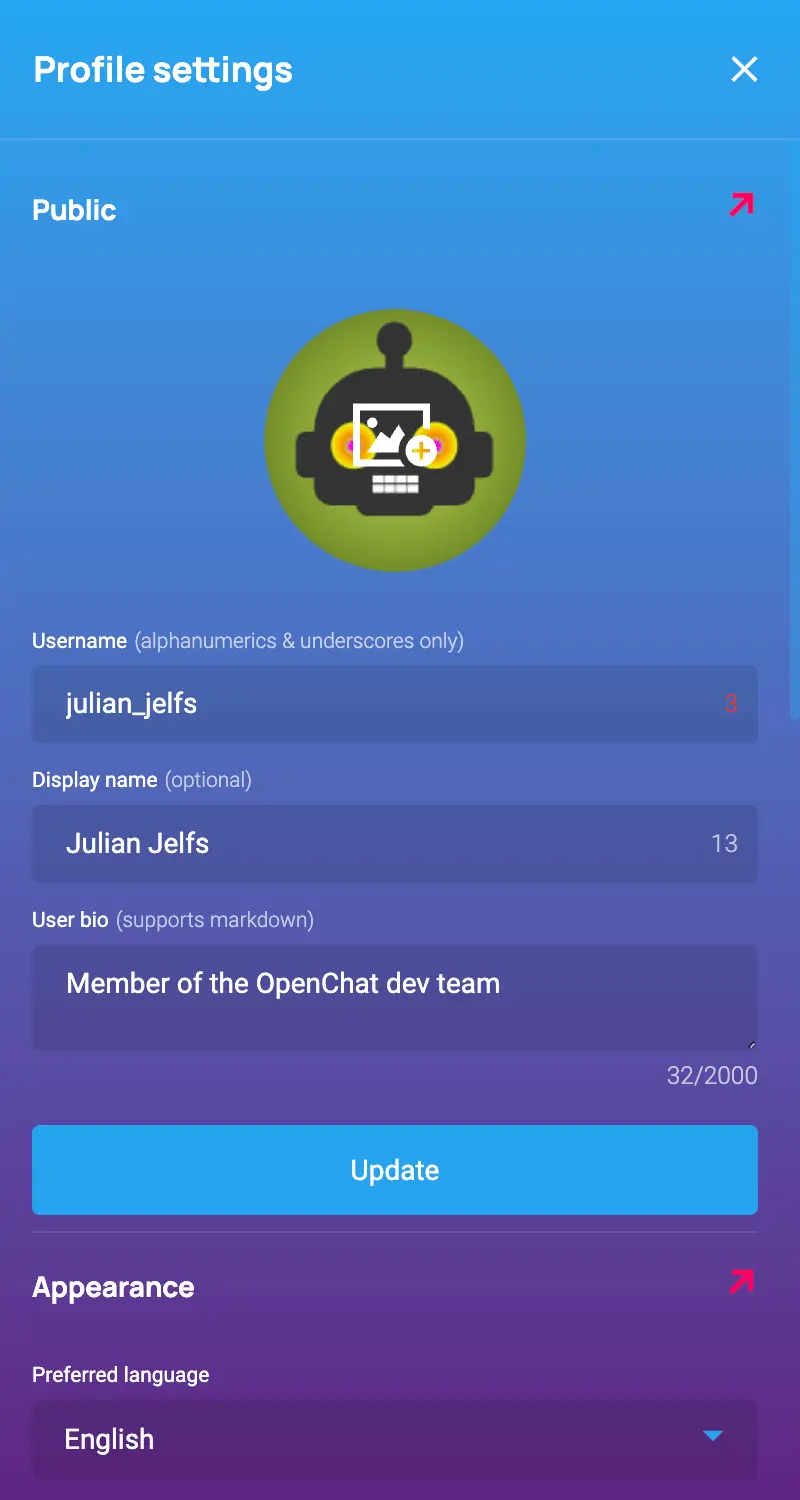 Profile settings
Public
Username (alphanumerics & underscores only)
julian_jelfs 3
Display name (optional)
Julian Jelfs 13
User bio (supports markdown)
Member of the OpenChat dev team
32/2000
Update
Appearance
Preferred language
English